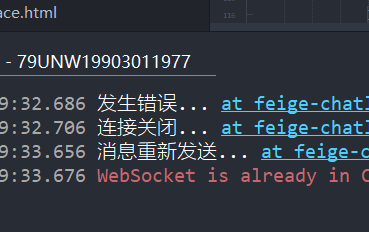 ace.html
116
- 79UNW19903011977
9:32.686 发生错误... at feige-chatl
9:32.706 连接关闭... at feige-chatl
9:33.656 消息重新发送... at feige-c
9:33.676 WebSocket is already in C